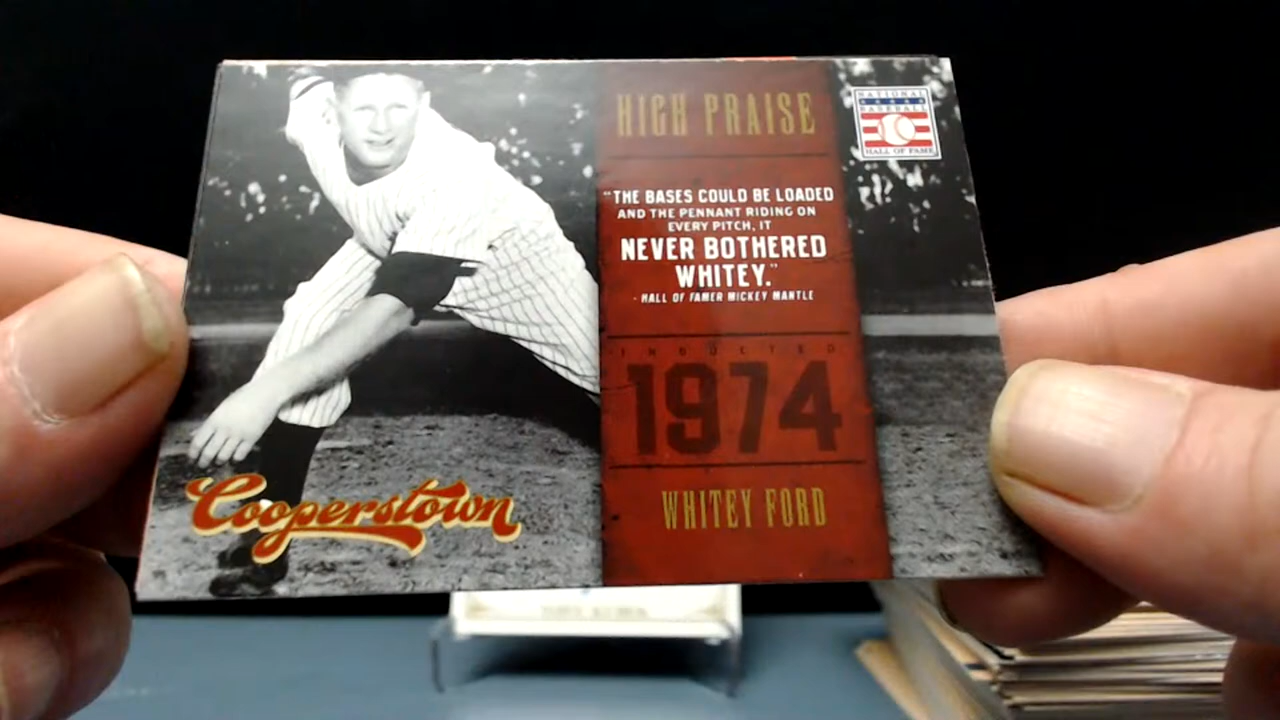 HIGH PRAISE
NATIONAL
BASEBALL
HALL OF FAME
"THE BASES COULD BE LOADED
AND THE PENNANT RIDING ON
EVERY PITCH, IT
NEVER BOTHERED
WHITEY."
- HALL OF FAMER MICKEY MANTLE
INDUCTED
1974
WHITEY FORD
Cooperstown